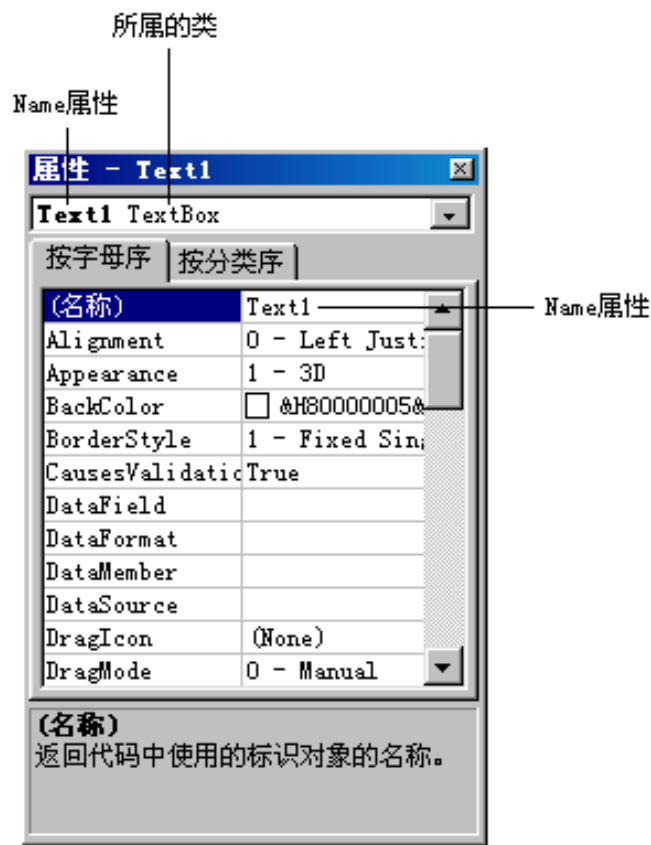 所属的类
Name属性
属性 - Text1
Text1 TextBox
按字母序 按分类序
(名称) Text1 Name属性
Alignment 0 - Left Just
Appearance 1 - 3D
BackColor &H80000005&
BorderStyle 1 - Fixed Sin
CausesValidatic True
DataField
DataFormat
DataMember
DataSource
DragIcon (None)
DragMode 0 - Manual
(名称)
返回代码中使用的标识对象的名称。